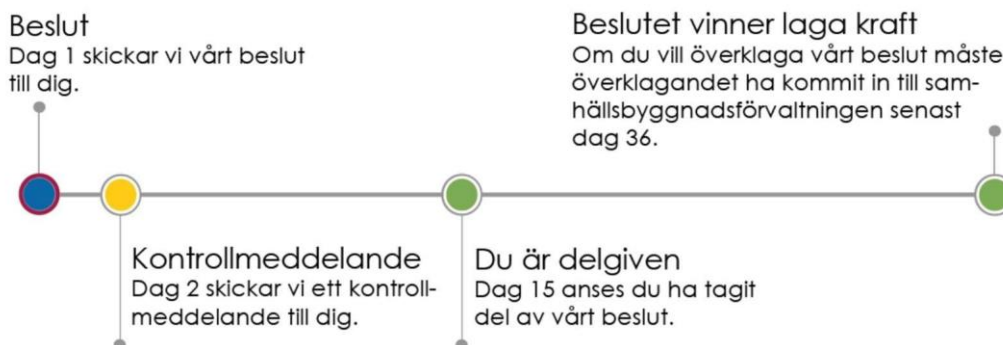 Beslut
Dag 1 skickar vi vårt beslut
till dig.
Kontrollmeddelande
Dag 2 skickar vi ett kontroll-
meddelande till dig.
Du är delgiven
Dag 15 anses du ha tagit
del av vårt beslut.
Beslutet vinner laga kraft
Om du vill överklaga vårt beslut måste
överklagandet ha kommit in till sam-
hällsbyggnadsförvaltningen senast
dag 36.